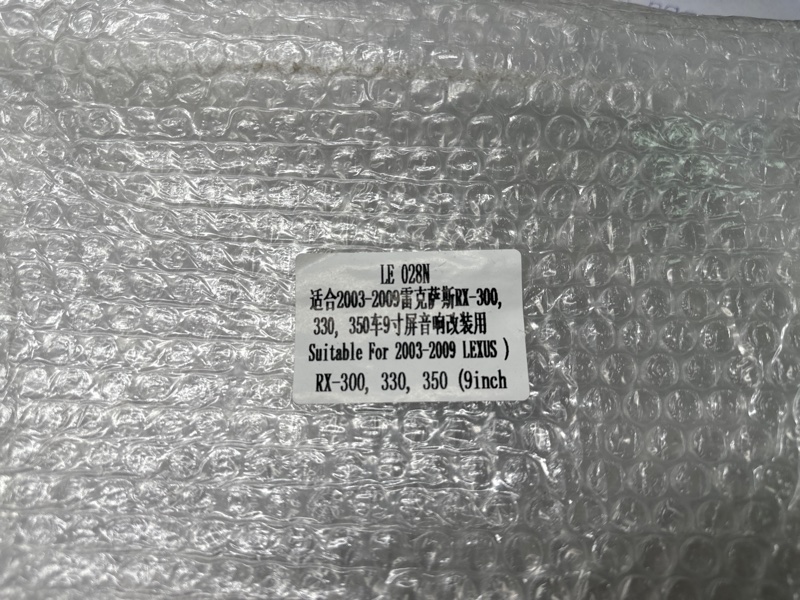 LE 028N
适合2003-2009雷克萨斯RX-300,
330, 350车9寸屏音响改装用
Suitable For 2003-2009 LEXUS )
RX-300, 330, 350 (9inch